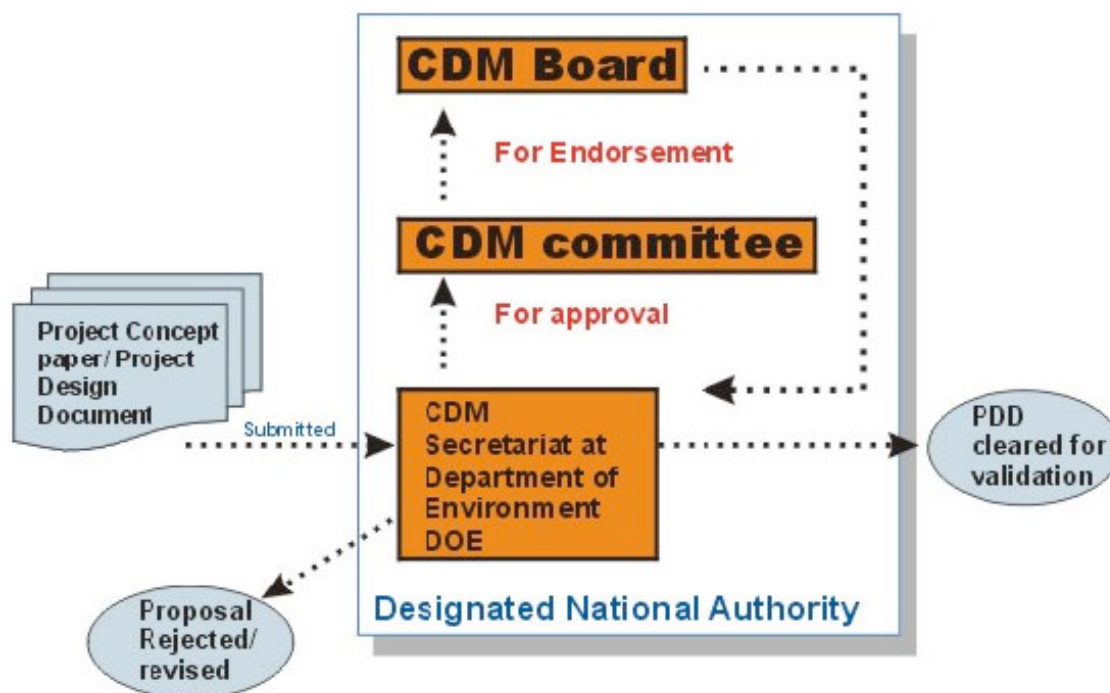 CDM Board
For Endorsement
CDM committee
For approval
Project Concept
paper/ Project
Design
Document
Submitted
CDM
Secretariat at
Department of
Environment
DOE
PDD
cleared for
validation
Proposal
Rejected/
revised
Designated National Authority